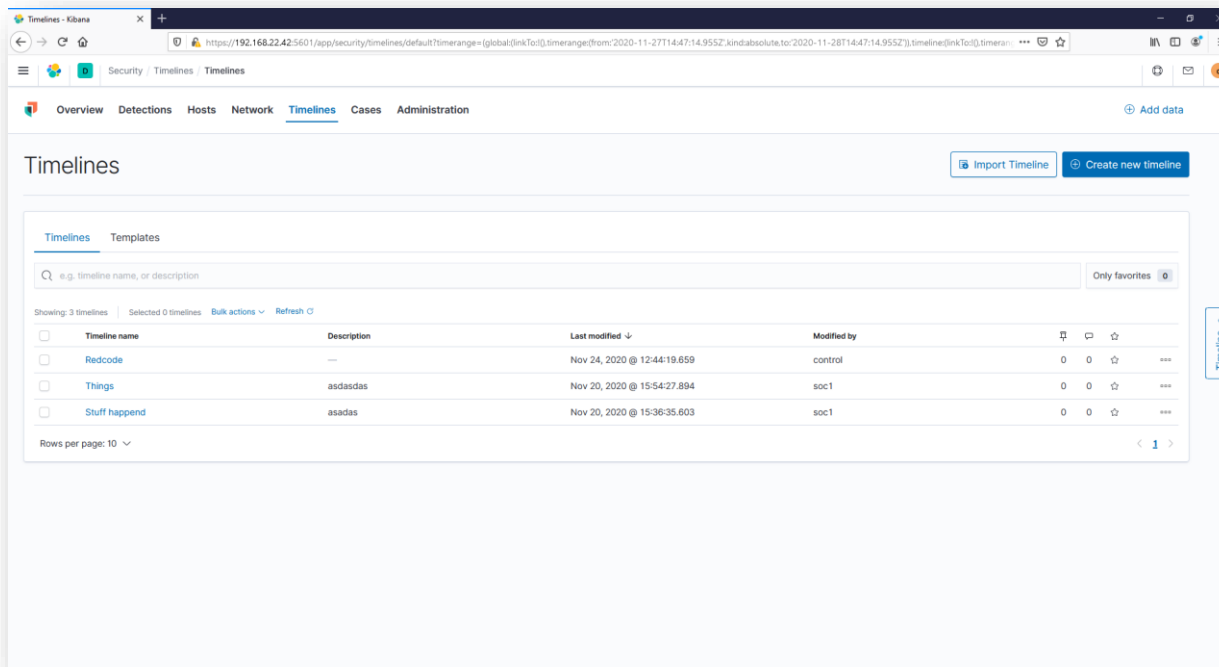 Timelines - Kibana
https://192.168.22.42:5601/app/security/timelines/default?timerange=(global:(linkTo:!(),timerange:(from:'2020-11-27T14:47:14.955Z',kind:absolute,to:'2020-11-28T14:47:14.955Z')),timeline:(linkTo:!(),timeran
D Security / Timelines / Timelines
Overview Detections Hosts Network Timelines Cases Administration Add data
Timelines
Import Timeline Create new timeline
Timelines Templates
e.g. timeline name, or description Only favorites 0
Showing: 3 timelines Selected 0 timelines Bulk actions Refresh
Timeline name Description Last modified Modified by
Redcode — Nov 24, 2020 @ 12:44:19.659 control 0 0
Things asdasdas Nov 20, 2020 @ 15:54:27.894 soc1 0 0
Stuff happend asadas Nov 20, 2020 @ 15:36:35.603 soc1 0 0
Rows per page: 10 1